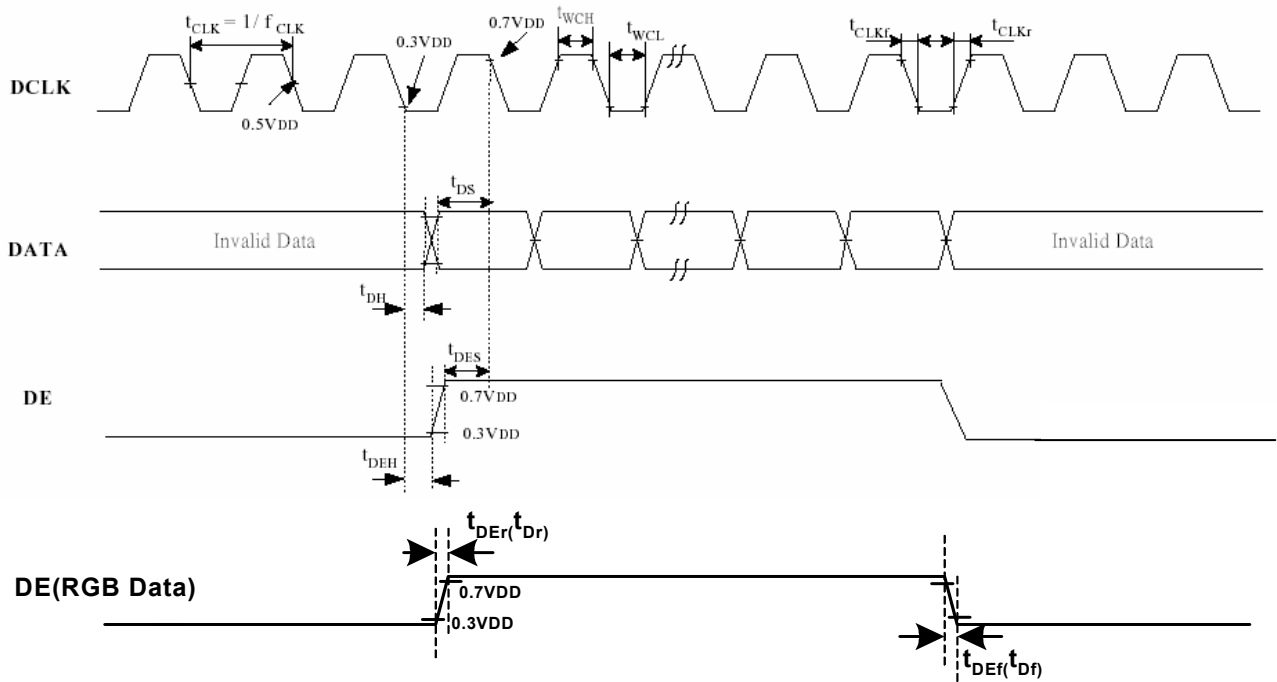 tCLK = 1/ fCLK
0.7VDD
tWCH
0.3VDD
tWCL
tCLKf
tCLKr
DCLK
0.5VDD
tDS
DATA
Invalid Data
Invalid Data
tDH
tDES
DE
0.7VDD
0.3VDD
tDEH
tDEr(tDr)
DE(RGB Data)
0.7VDD
0.3VDD
tDEf(tDf)